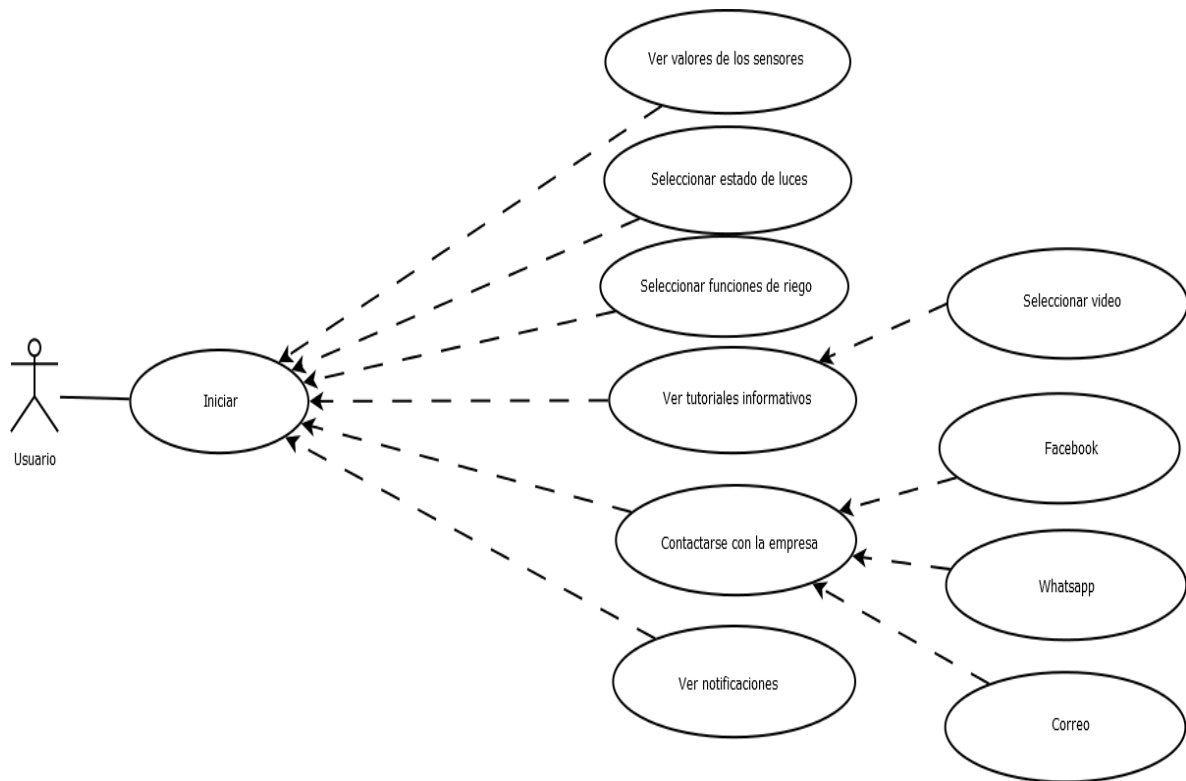 Ver valores de los sensores
Seleccionar estado de luces
Seleccionar funciones de riego
Seleccionar video
Iniciar
Ver tutoriales informativos
Usuario
Facebook
Contactarse con la empresa
Whatsapp
Ver notificaciones
Correo